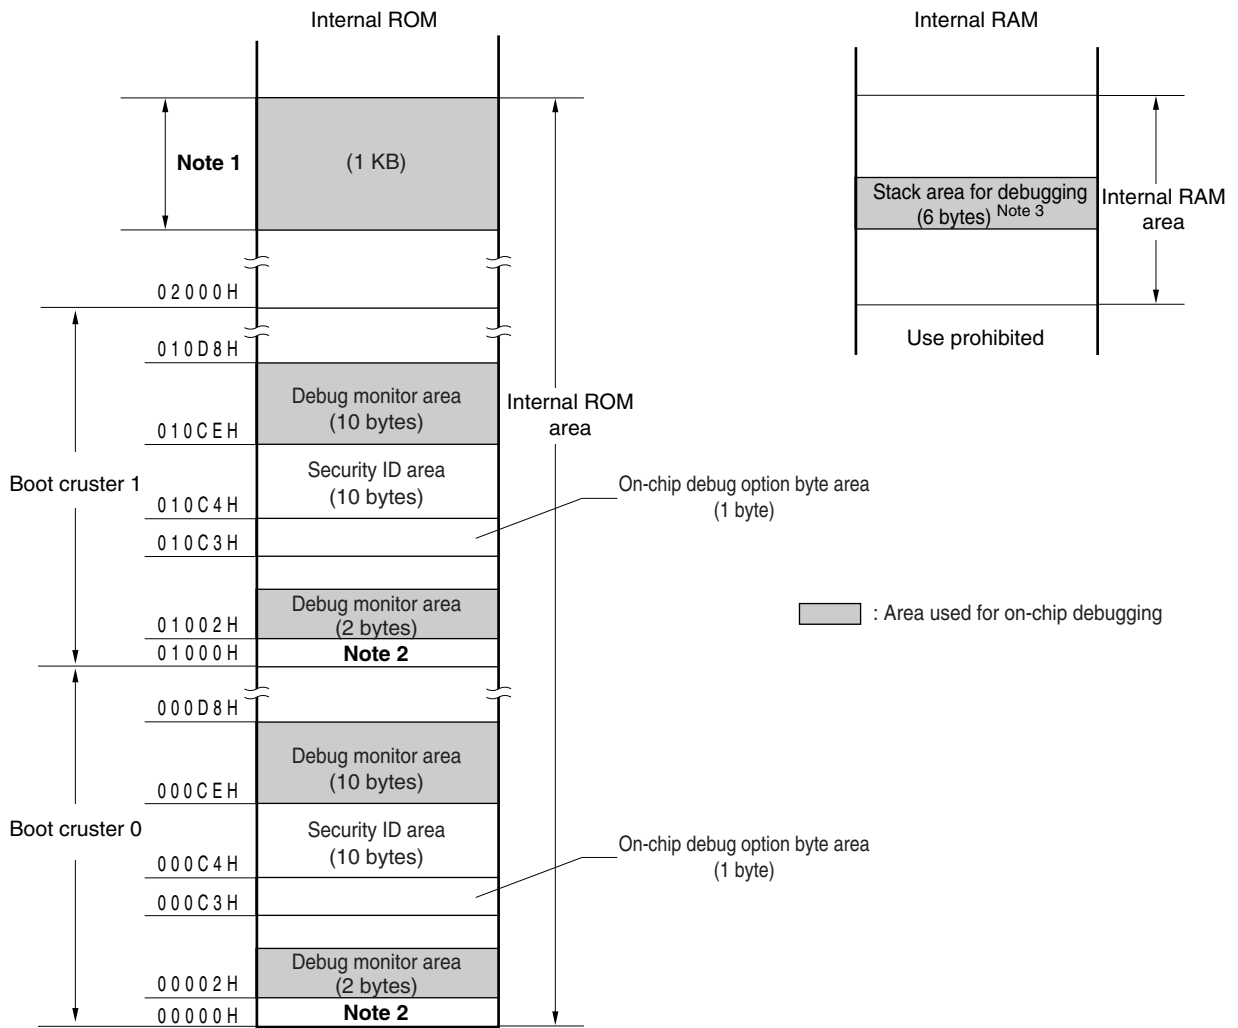 Internal ROM
Internal RAM
Note 1
(1 KB)
Stack area for debugging
(6 bytes) Note 3
Internal RAM
area
Use prohibited
02000H
010D8H
Debug monitor area
(10 bytes)
Internal ROM
area
010CEH
Security ID area
(10 bytes)
Boot cruster 1
On-chip debug option byte area
(1 byte)
010C4H
010C3H
Debug monitor area
(2 bytes)
: Area used for on-chip debugging
01002H
01000H
Note 2
000D8H
Debug monitor area
(10 bytes)
000CEH
Boot cruster 0
Security ID area
(10 bytes)
On-chip debug option byte area
(1 byte)
000C4H
000C3H
Debug monitor area
(2 bytes)
00002H
00000H
Note 2